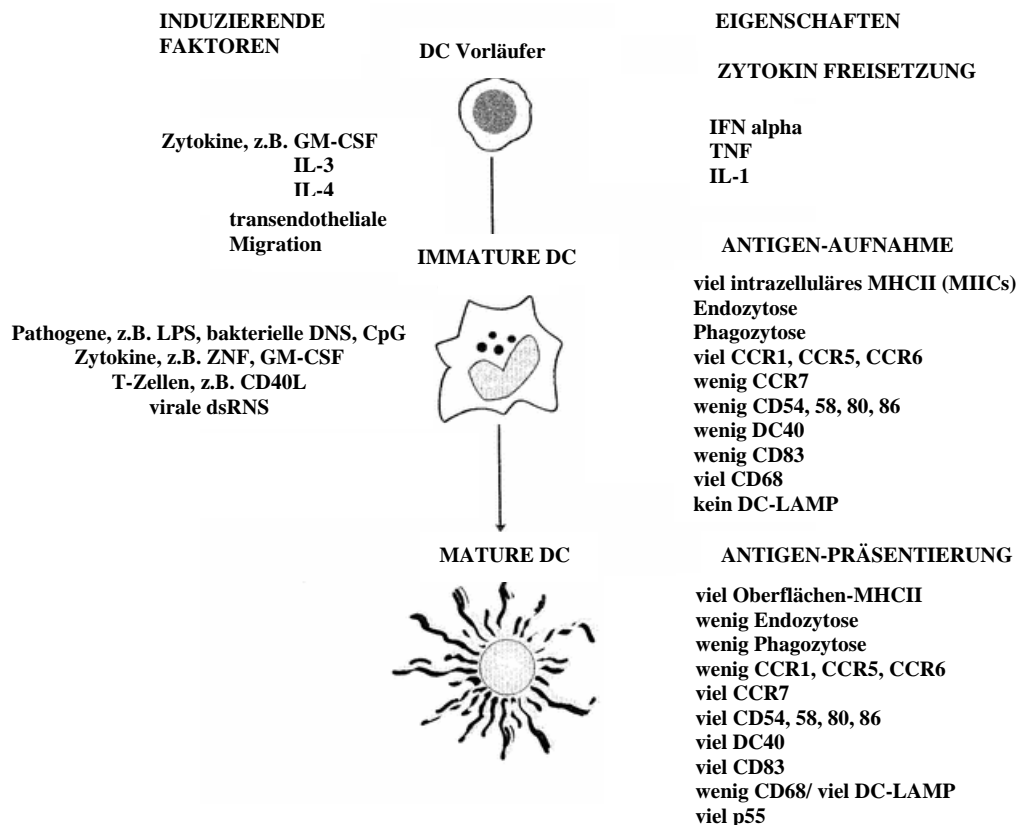 INDUZIERENDE
FAKTOREN
DC Vorläufer
EIGENSCHAFTEN
ZYTOKIN FREISETZUNG
Zytokine, z.B. GM-CSF
IL-3
IL-4
transendotheliale
Migration
IFN alpha
TNF
IL-1
IMMATURE DC
ANTIGEN-AUFNAHME
Pathogene, z.B. LPS, bakterielle DNS, CpG
Zytokine, z.B. ZNF, GM-CSF
T-Zellen, z.B. CD40L
virale dsRNS
viel intrazelluläres MHCII (MIICs)
Endozytose
Phagozytose
viel CCR1, CCR5, CCR6
wenig CCR7
wenig CD54, 58, 80, 86
wenig DC40
wenig CD83
viel CD68
kein DC-LAMP
MATURE DC
ANTIGEN-PRÄSENTIERUNG
viel Oberflächen-MHCII
wenig Endozytose
wenig Phagozytose
wenig CCR1, CCR5, CCR6
viel CCR7
viel CD54, 58, 80, 86
viel DC40
viel CD83
wenig CD68/ viel DC-LAMP
viel p55